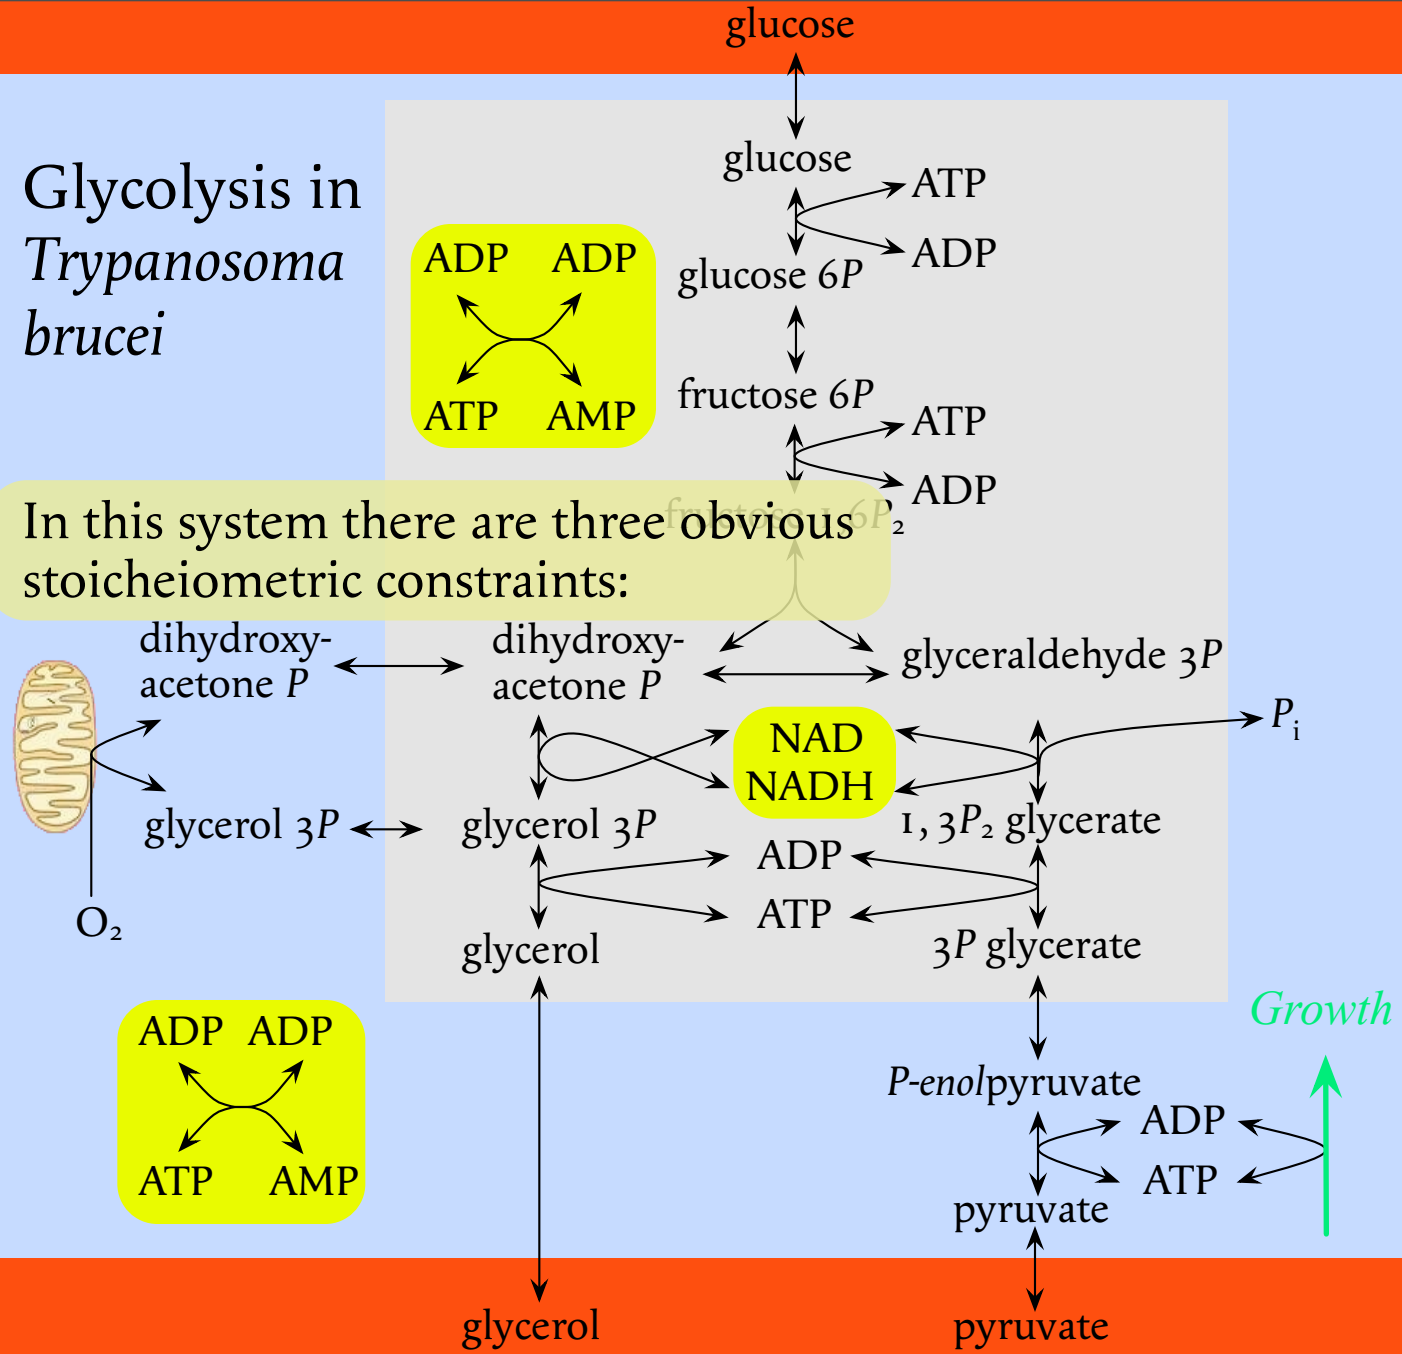 glucose
glucose
ATP
ADP
glucose 6P
Glycolysis in
Trypanosoma
brucei
ADP ADP
ATP AMP
fructose 6P
ATP
ADP
fructose 1, 6P₂
In this system there are three obvious
stoicheiometric constraints:
dihydroxy-
acetone P
dihydroxy-
acetone P
glyceraldehyde 3P
Pi
NAD
NADH
glycerol 3P
glycerol 3P
1, 3P₂ glycerate
ADP
ATP
O₂
glycerol
3P glycerate
Growth
ADP ADP
ATP AMP
P-enolpyruvate
ADP
ATP
pyruvate
glycerol
pyruvate